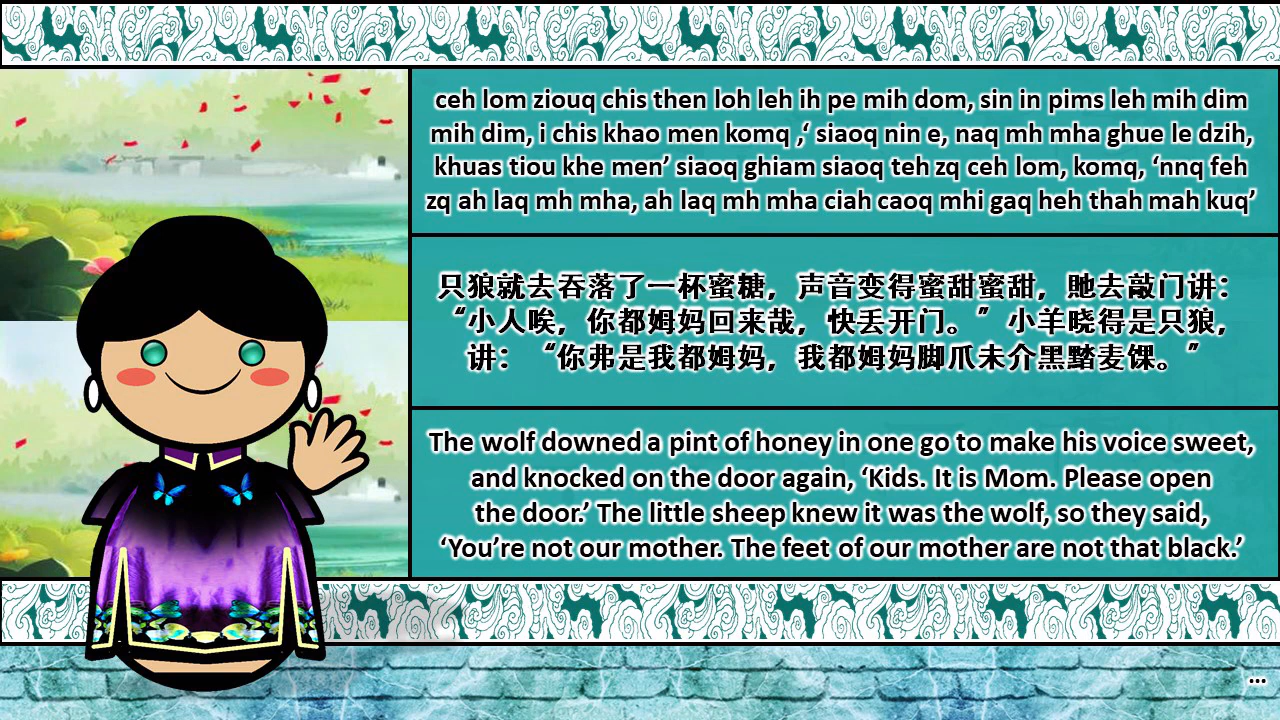 ceh lom ziouq chis then loh leh ih pe mih dom, sin in pims leh mih dim
mih dim, i chis khao men komq ,‘ siaoq nin e, naq mh mha ghue le dzih,
khuas tiou khe men’ siaoq ghiam siaoq teh zq ceh lom, komq, ‘nnq feh
zq ah laq mh mha, ah laq mh mha ciah caoq mhi gaq heh thah mah kuq’
只狼就去吞落了一杯蜜糖，声音变得蜜甜蜜甜，
去敲门讲：
“小人唉，你都姆妈回来哉，快丢开门。”小羊晓得是只狼，
讲：“你弗是我都姆妈，我都姆妈脚爪未介黑黯麦馃。”
The wolf downed a pint of honey in one go to make his voice sweet,
and knocked on the door again, ‘Kids. It is Mom. Please open
the door.’ The little sheep knew it was the wolf, so they said,
‘You’re not our mother. The feet of our mother are not that black.’
...